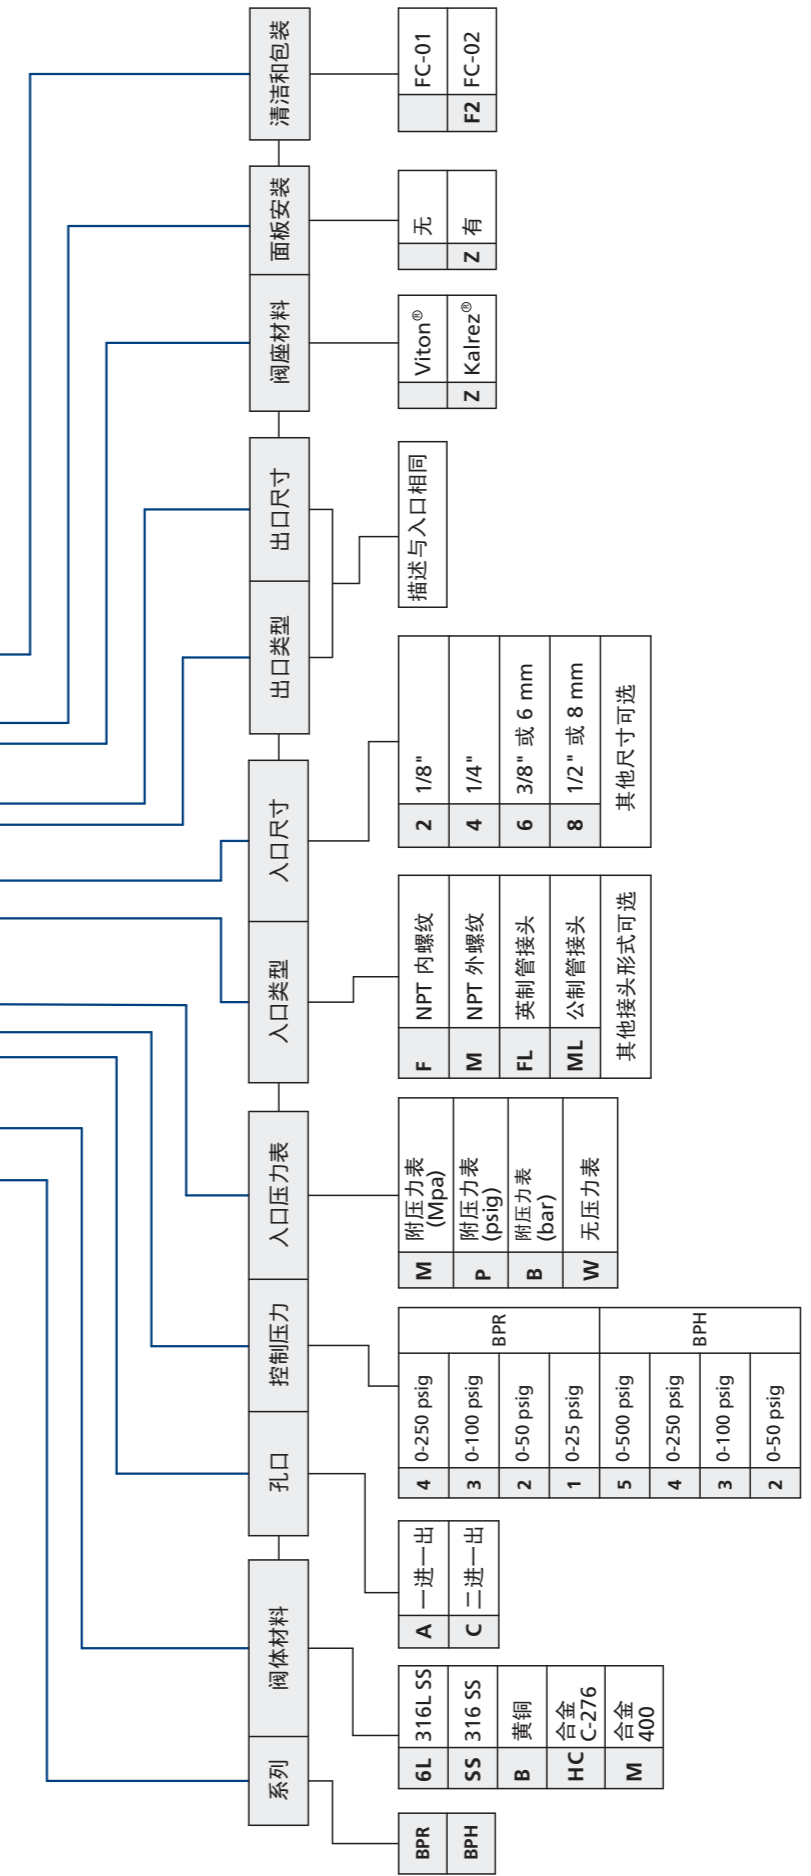 系列
阀体材料
孔口
控制压力
入口压力表
入口类型
入口尺寸
出口类型
出口尺寸
阀座材料
面板安装
清洁和包装
BPR
BPH
6L 316L SS
SS 316 SS
B 黄铜
HC 合金
C-276
M 合金
400
A 一进一出
C 二进一出
4 0-250 psig
3 0-100 psig
2 0-50 psig
1 0-25 psig
BPR
5 0-500 psig
4 0-250 psig
3 0-100 psig
2 0-50 psig
BPH
M 附压力表
(Mpa)
P 附压力表
(psig)
B 附压力表
(bar)
W 无压力表
F NPT 内螺纹
M NPT 外螺纹
FL 英制管接头
ML 公制管接头
其他接头形式可选
2 1/8"
4 1/4"
6 3/8" 或 6 mm
8 1/2" 或 8 mm
其他尺寸可选
描述与入口相同
Viton®
Z Kalrez®
无
Z 有
FC-01
F2 FC-02